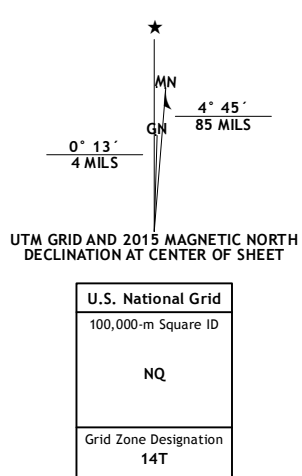 ★
MN
4° 45´
85 MILS
GN
0° 13´
4 MILS
UTM GRID AND 2015 MAGNETIC NORTH
DECLINATION AT CENTER OF SHEET
U.S. National Grid
100,000-m Square ID
NQ
Grid Zone Designation
14T